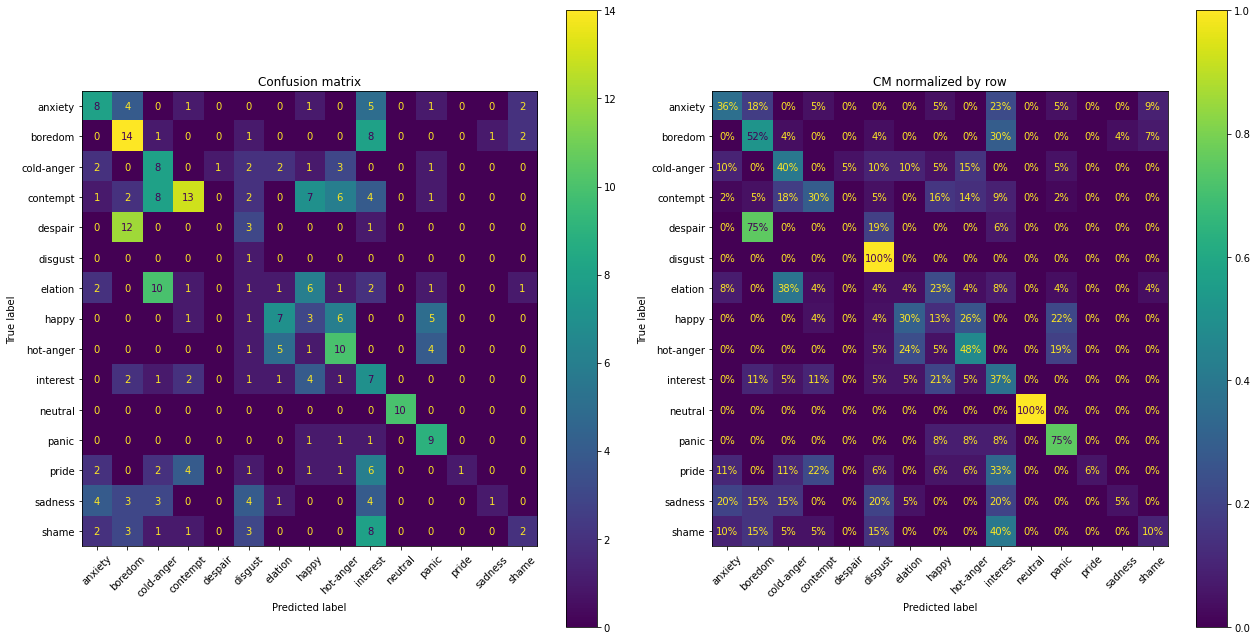 Confusion matrix
True label
anxiety 8 4 0 1 0 0 0 1 0 5 0 1 0 0 2
boredom 0 14 1 0 0 1 0 0 0 8 0 0 0 1 2
cold-anger 2 0 8 0 1 2 2 1 3 0 0 1 0 0 0
contempt 1 2 8 13 0 2 0 7 6 4 0 1 0 0 0
despair 0 12 0 0 0 3 0 0 0 1 0 0 0 0 0
disgust 0 0 0 0 0 1 0 0 0 0 0 0 0 0 0
elation 2 0 10 1 0 1 1 6 1 2 0 1 0 0 1
happy 0 0 0 1 0 1 7 3 6 0 0 5 0 0 0
hot-anger 0 0 0 0 0 1 5 1 10 0 0 4 0 0 0
interest 0 2 1 2 0 1 1 4 1 7 0 0 0 0 0
neutral 0 0 0 0 0 0 0 0 0 0 10 0 0 0 0
panic 0 0 0 0 0 0 0 1 1 1 0 9 0 0 0
pride 2 0 2 4 0 1 0 1 1 6 0 0 1 0 0
sadness 4 3 3 0 0 4 1 0 0 4 0 0 0 1 0
shame 2 3 1 1 0 3 0 0 0 8 0 0 0 0 2
anxiety boredom cold-anger contempt despair disgust elation happy hot-anger interest neutral panic pride sadness shame
Predicted label
14
12
10
8
6
4
2
0
CM normalized by row
True label
anxiety 36% 18% 0% 5% 0% 0% 0% 5% 0% 23% 0% 5% 0% 0% 9%
boredom 0% 52% 4% 0% 0% 4% 0% 0% 0% 30% 0% 0% 0% 4% 7%
cold-anger 10% 0% 40% 0% 5% 10% 10% 5% 15% 0% 0% 5% 0% 0% 0%
contempt 2% 5% 18% 30% 0% 5% 0% 16% 14% 9% 0% 2% 0% 0% 0%
despair 0% 75% 0% 0% 0% 19% 0% 0% 0% 6% 0% 0% 0% 0% 0%
disgust 0% 0% 0% 0% 0% 100% 0% 0% 0% 0% 0% 0% 0% 0% 0%
elation 8% 0% 38% 4% 0% 4% 4% 23% 4% 8% 0% 4% 0% 0% 4%
happy 0% 0% 0% 4% 0% 4% 30% 13% 26% 0% 0% 22% 0% 0% 0%
hot-anger 0% 0% 0% 0% 0% 5% 24% 5% 48% 0% 0% 19% 0% 0% 0%
interest 0% 11% 5% 11% 0% 5% 5% 21% 5% 37% 0% 0% 0% 0% 0%
neutral 0% 0% 0% 0% 0% 0% 0% 0% 0% 0% 100% 0% 0% 0% 0%
panic 0% 0% 0% 0% 0% 0% 0% 8% 8% 8% 0% 75% 0% 0% 0%
pride 11% 0% 11% 22% 0% 6% 0% 6% 6% 33% 0% 0% 6% 0% 0%
sadness 20% 15% 15% 0% 0% 20% 5% 0% 0% 20% 0% 0% 0% 5% 0%
shame 10% 15% 5% 5% 0% 15% 0% 0% 0% 40% 0% 0% 0% 0% 10%
anxiety boredom cold-anger contempt despair disgust elation happy hot-anger interest neutral panic pride sadness shame
Predicted label
1.0
0.8
0.6
0.4
0.2
0.0